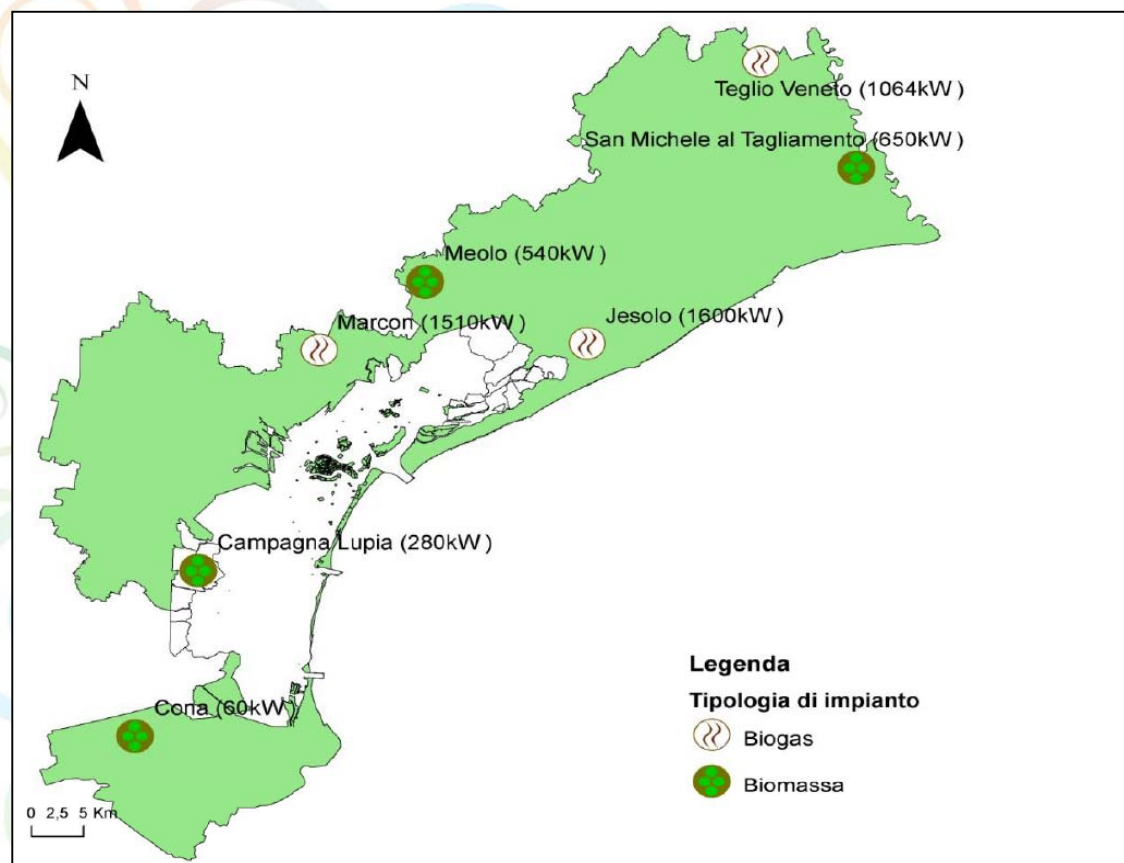 N
Teglio Veneto (1064kW)
San Michele al Tagliamento (650kW)
Meolo (540kW)
Marcon (1510kW)
Jesolo (1600kW)
Campagna Lupia (280kW)
Cona (60kW)
Legenda
Tipologia di impianto
Biogas
Biomassa
0 2,5 5 Km